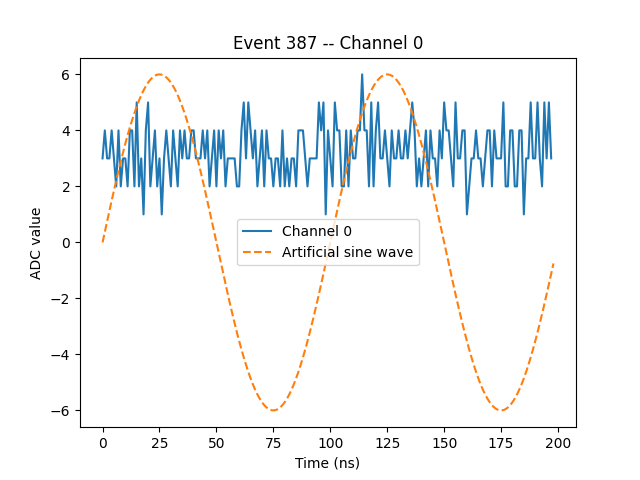 Event 387 -- Channel 0
6
4
2
0
−2
−4
−6
ADC value
Channel 0
Artificial sine wave
0 25 50 75 100 125 150 175 200
Time (ns)